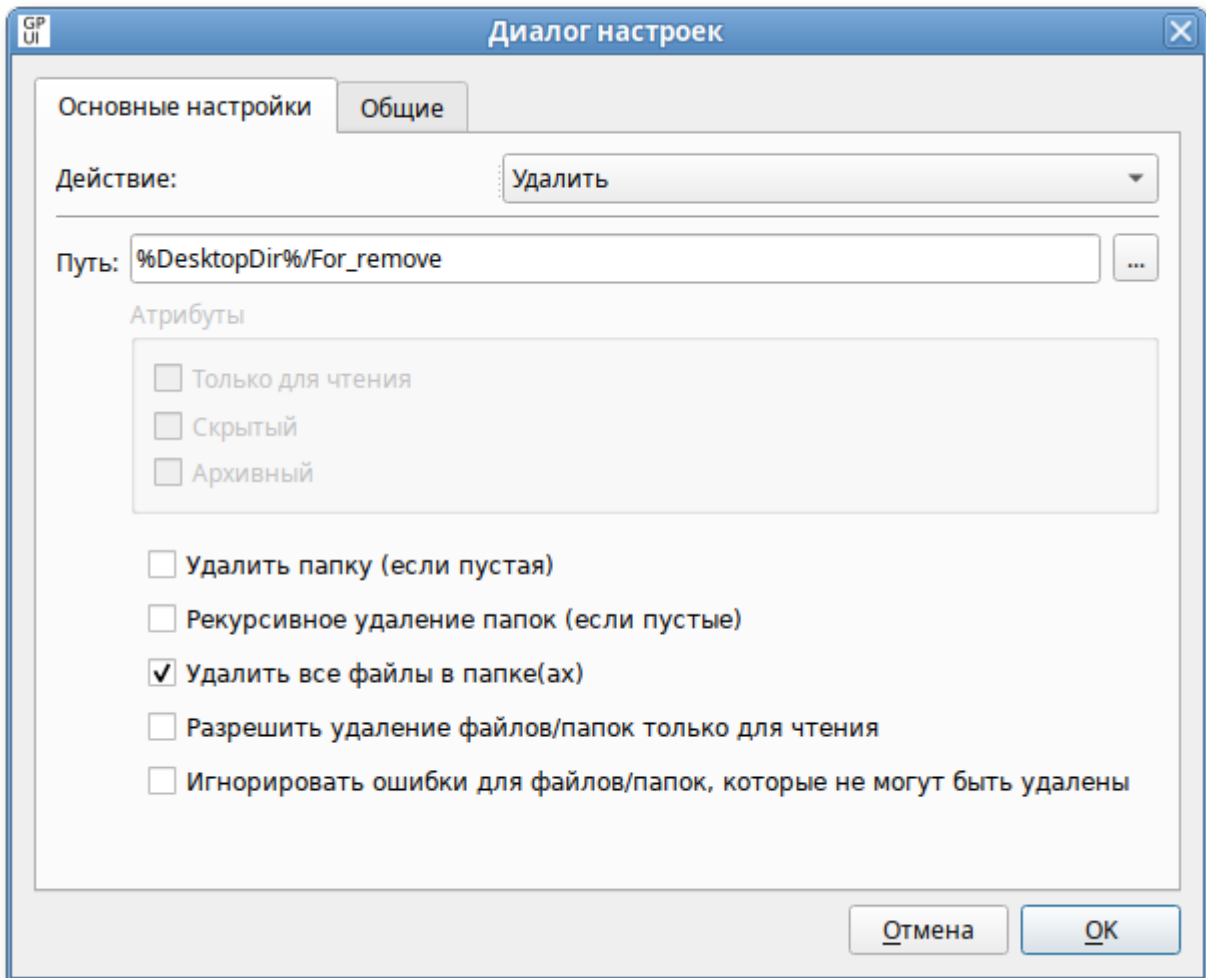 GP
UI
Диалог настроек
Основные настройки
Общие
Действие: Удалить
Путь: %DesktopDir%/For_remove ...
Атрибуты
Только для чтения
Скрытый
Архивный
Удалить папку (если пустая)
Рекурсивное удаление папок (если пустые)
Удалить все файлы в папке(ах)
Разрешить удаление файлов/папок только для чтения
Игнорировать ошибки для файлов/папок, которые не могут быть удалены
Отмена
OK